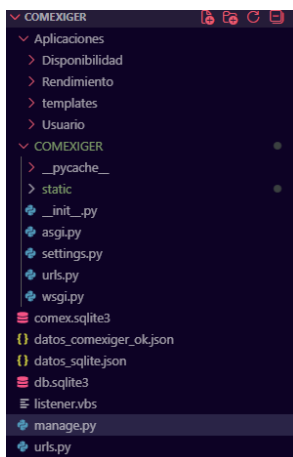 COMEXIGER
Aplicaciones
Disponibilidad
Rendimiento
templates
Usuario
COMEXIGER
__pycache__
static
__init__.py
asgi.py
settings.py
urls.py
wsgi.py
comex.sqlite3
{} datos_comexiger_ok.json
{} datos_sqlite.json
db.sqlite3
listener.vbs
manage.py
urls.py